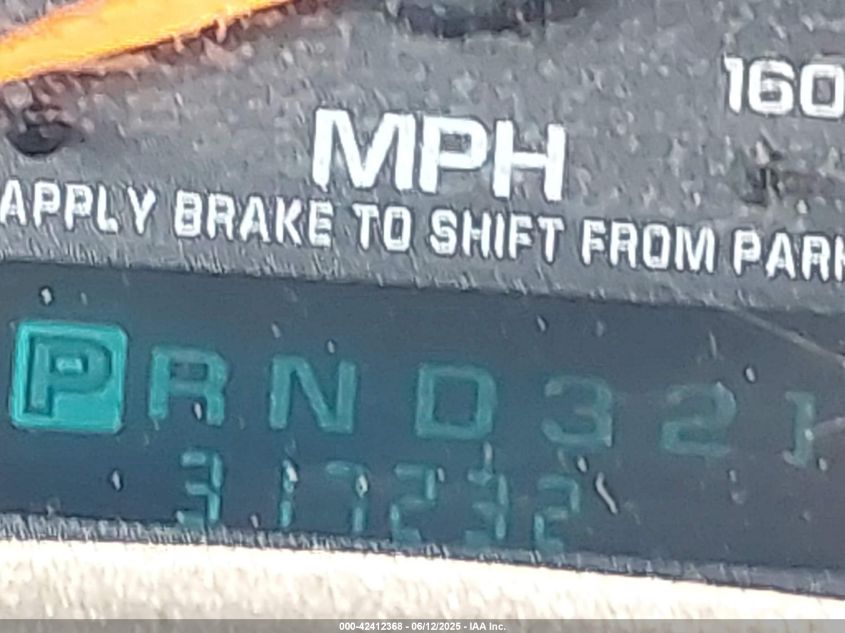 160
MPH
APPLY BRAKE TO SHIFT FROM PARK
P R N D 3 2 1
317232
000-42412368 - 06/12/2025 - IAA Inc.